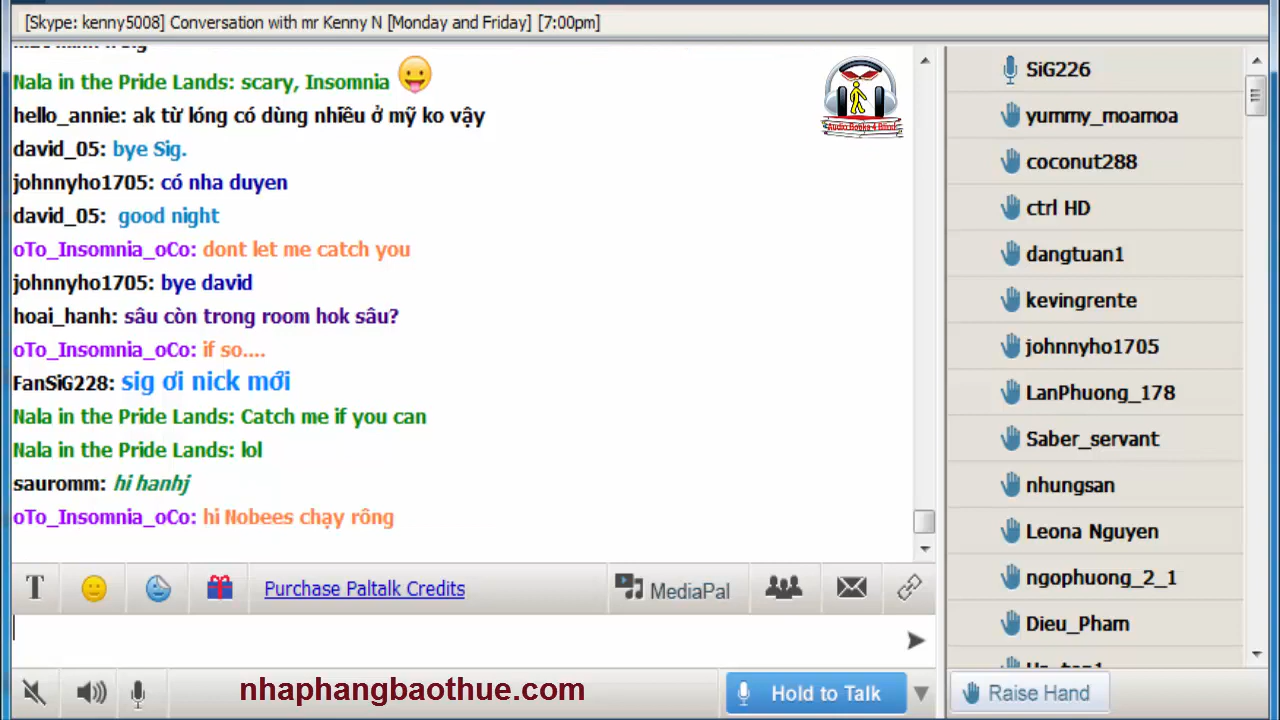 [Skype: kenny5008] Conversation with mr Kenny N [Monday and Friday] [7:00pm]
Nala in the Pride Lands: scary, Insomnia
hello_annie: ak từ lóng có dùng nhiều ở mỹ ko vậy
david_05: bye Sig.
johnnyho1705: có nha duyen
david_05: good night
oTo_Insomnia_oCo: dont let me catch you
johnnyho1705: bye david
hoai_hanh: sâu còn trong room hok sâu?
oTo_Insomnia_oCo: if so....
FanSiG228: sig ơi nick mới
Nala in the Pride Lands: Catch me if you can
Nala in the Pride Lands: lol
sauromm: hi hanhj
oTo_Insomnia_oCo: hi Nobees chạy rông
Audio Books 4 Blind
T
Purchase Paltalk Credits
MediaPal
nhaphangbaothue.com
Hold to Talk
SiG226
yummy_moamoa
coconut288
ctrl HD
dangtuan1
kevingrente
johnnyho1705
LanPhuong_178
Saber_servant
nhungsan
Leona Nguyen
ngophuong_2_1
Dieu_Pham
Raise Hand